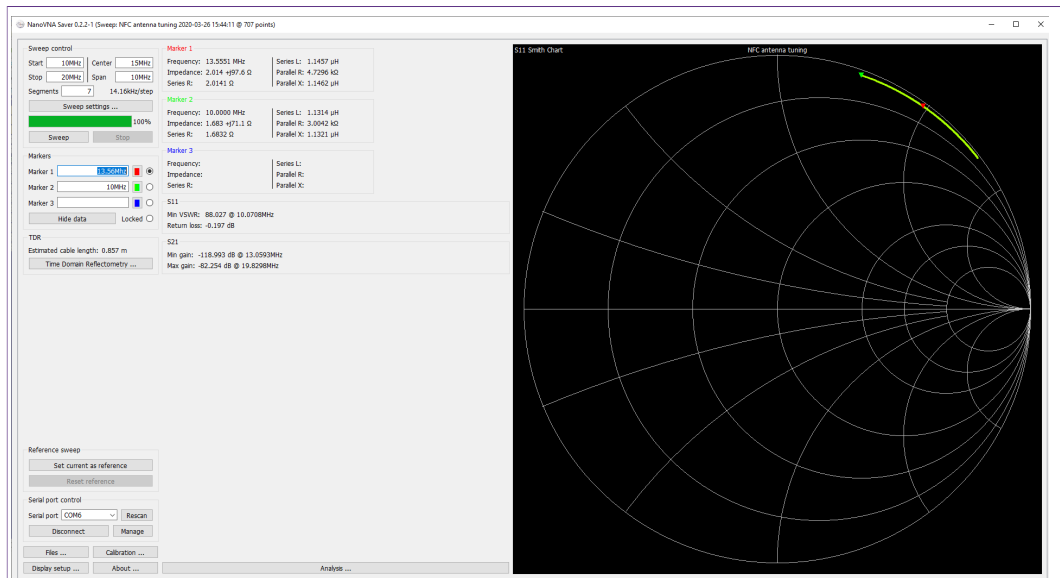 NanoVNA Saver 0.2.2-1 (Sweep: NFC antenna tuning 2020-03-26 15:44:11 @ 707 points)
Sweep control
Start 10MHz Center 15MHz
Stop 20MHz Span 10MHz
Segments 7 14.16kHz/step
Sweep settings ...
100%
Sweep Stop
Markers
Marker 1 13.56Mhz
Marker 2 10MHz
Marker 3
Hide data Locked
TDR
Estimated cable length: 0.857 m
Time Domain Reflectometry ...
Reference sweep
Set current as reference
Reset reference
Serial port control
Serial port COM6 Rescan
Disconnect Manage
Files ... Calibration ...
Display setup ... About ...
Marker 1
Frequency: 13.5551 MHz Series L: 1.1457 µH
Impedance: 2.014 +j97.6 Ω Parallel R: 4.7296 kΩ
Series R: 2.0141 Ω Parallel X: 1.1462 µH
Marker 2
Frequency: 10.0000 MHz Series L: 1.1314 µH
Impedance: 1.683 +j71.1 Ω Parallel R: 3.0042 kΩ
Series R: 1.6832 Ω Parallel X: 1.1321 µH
Marker 3
Frequency: Series L:
Impedance: Parallel R:
Series R: Parallel X:
S11
Min VSWR: 88.027 @ 10.0708MHz
Return loss: -0.197 dB
S21
Min gain: -118.993 dB @ 13.0593MHz
Max gain: -82.254 dB @ 19.8298MHz
Analysis ...
S11 Smith Chart NFC antenna tuning